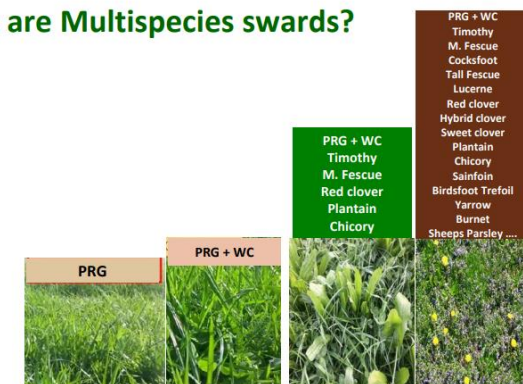 are Multispecies swards?
PRG
PRG + WC
PRG + WC
Timothy
M. Fescue
Red clover
Plantain
Chicory
PRG + WC
Timothy
M. Fescue
Cocksfoot
Tall Fescue
Lucerne
Red clover
Hybrid clover
Sweet clover
Plantain
Chicory
Sainfoin
Birdsfoot Trefoil
Yarrow
Burnet
Sheeps Parsley ....